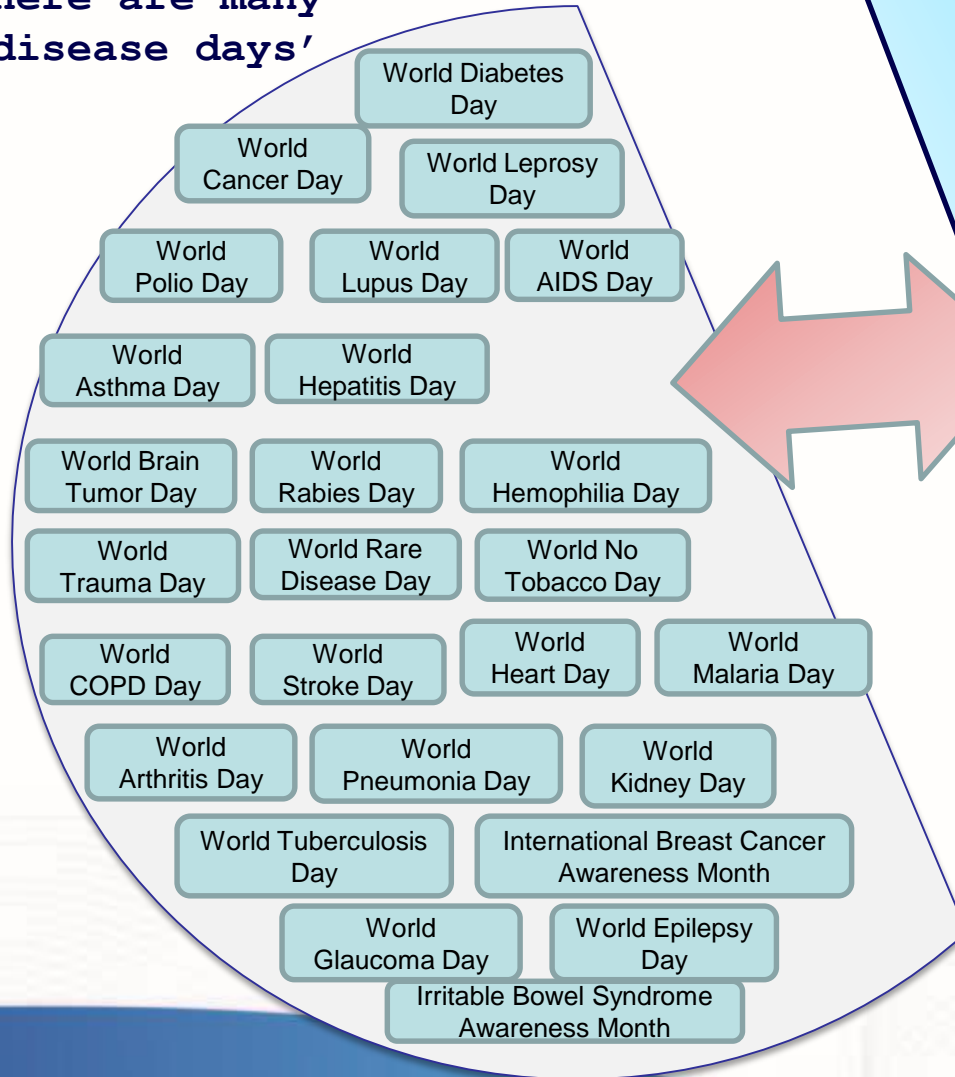 here are many
disease days’
World Diabetes
Day
World
Cancer Day
World Leprosy
Day
World
Polio Day
World
Lupus Day
World
AIDS Day
World
Asthma Day
World
Hepatitis Day
World Brain
Tumor Day
World
Rabies Day
World
Hemophilia Day
World
Trauma Day
World Rare
Disease Day
World No
Tobacco Day
World
COPD Day
World
Stroke Day
World
Heart Day
World
Malaria Day
World
Arthritis Day
World
Pneumonia Day
World
Kidney Day
World Tuberculosis
Day
International Breast Cancer
Awareness Month
World
Glaucoma Day
World Epilepsy
Day
Irritable Bowel Syndrome
Awareness Month